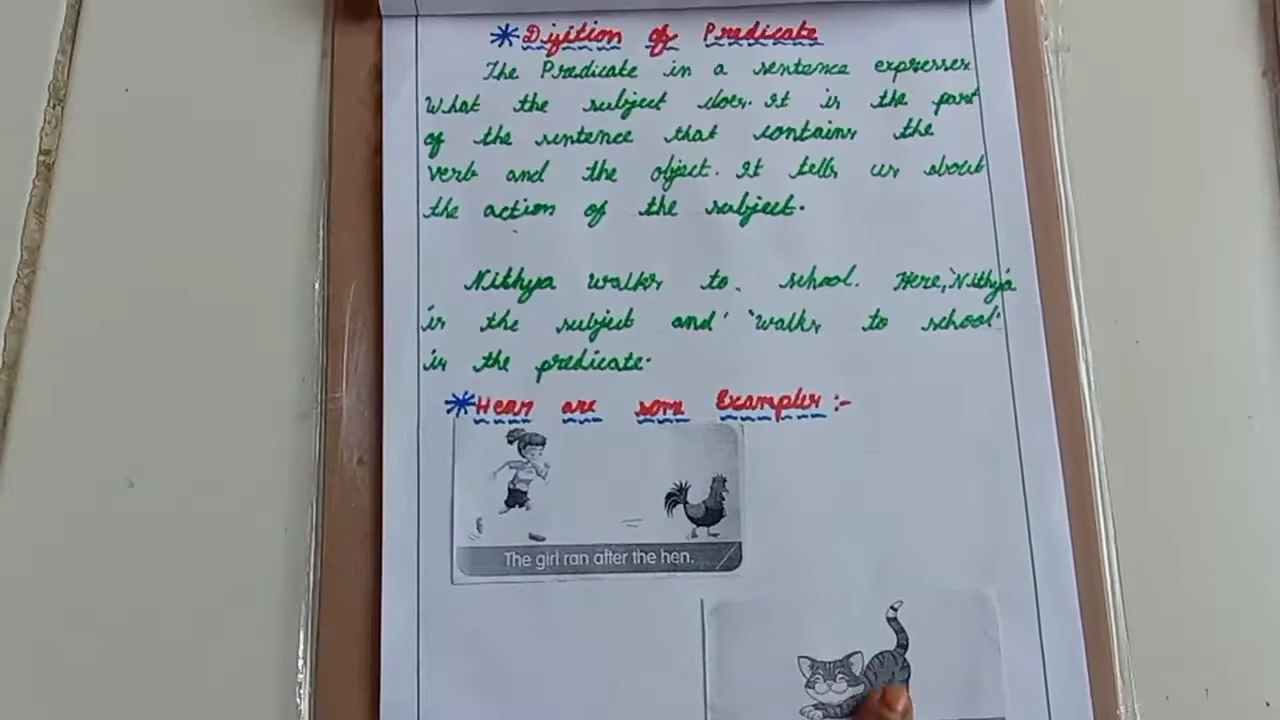 *Difition of Predicate
The Predicate in a sentence expresses
What the subject does. It is the part
of the sentence that contains the
verb and the object. It tells us about
the action of the subject.
Nithya walks to. school. Here,'Nithya'
is the subject and' 'walks to school'
is the predicate.
*Hear are some Examples :-
The girl ran after the hen.